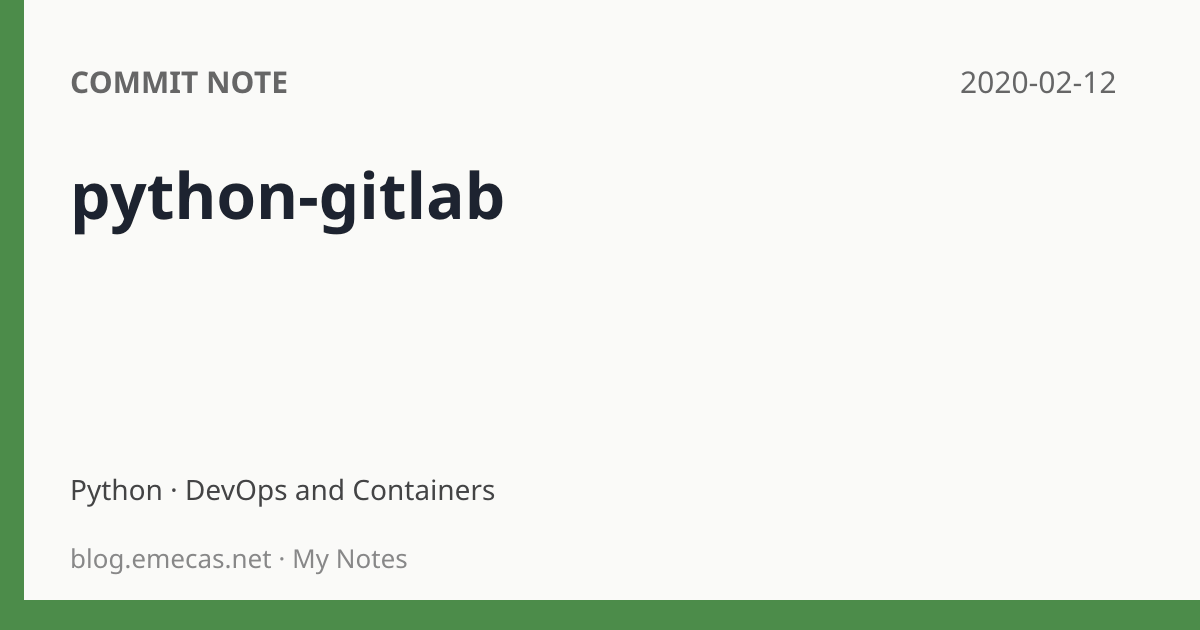 COMMIT NOTE
2020-02-12
python-gitlab
Python · DevOps and Containers
blog.emecas.net · My Notes